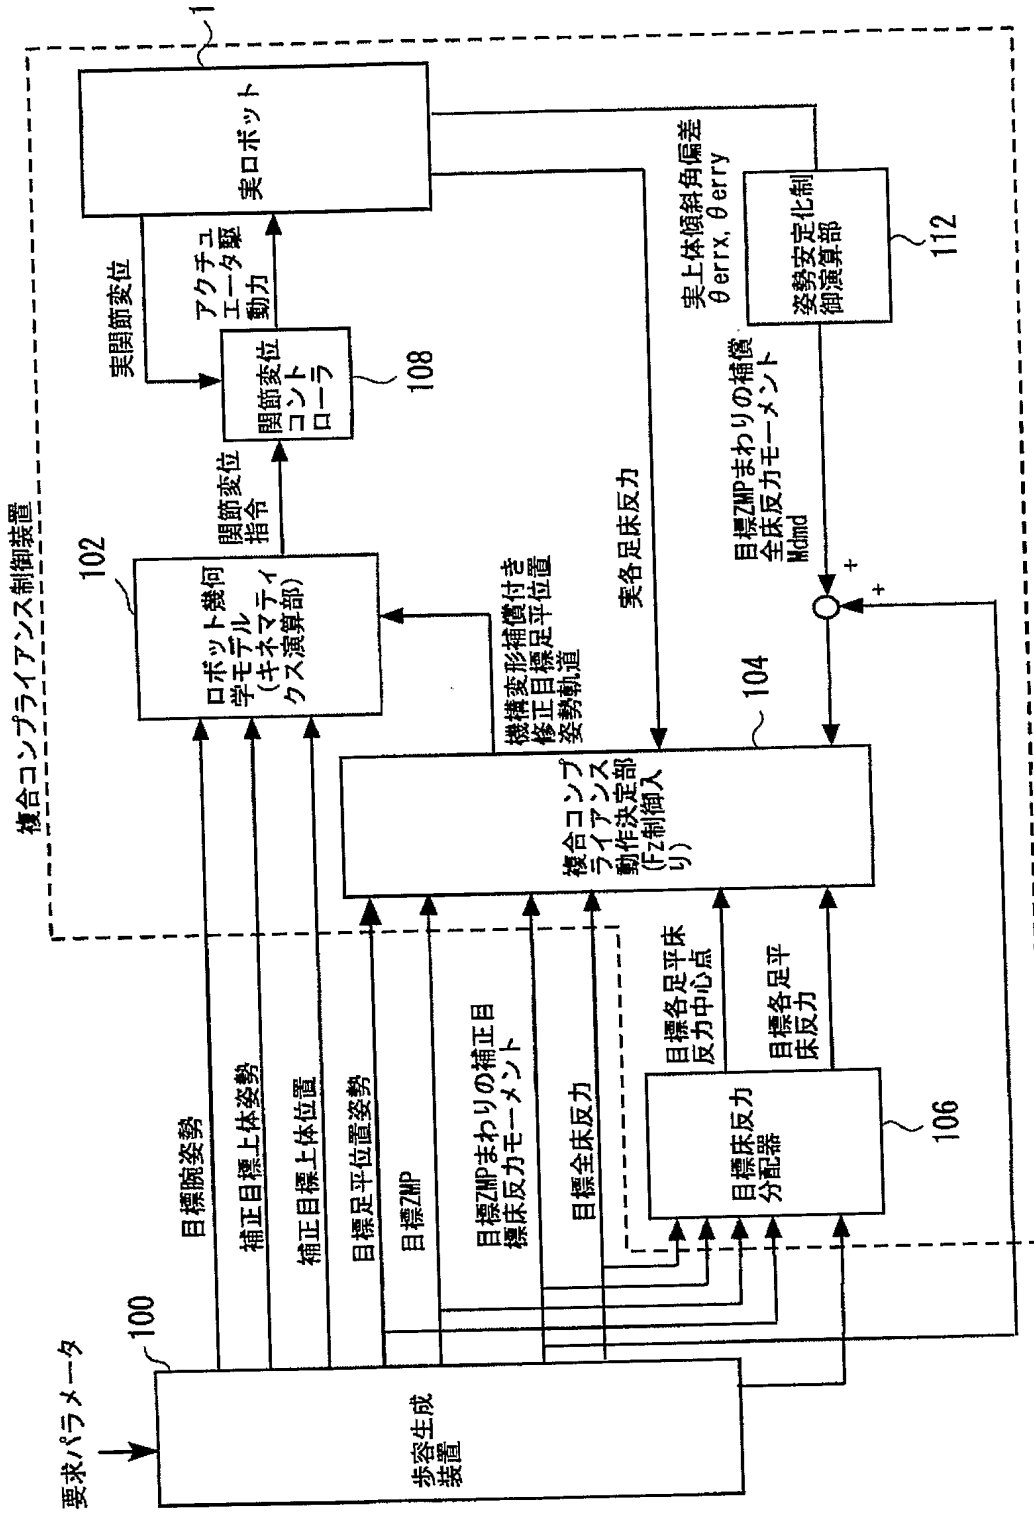 複合コンプライアンス制御装置
要求パラメータ
100
歩容生成
装置
目標腕姿勢
補正目標上体姿勢
補正目標上体位置
目標足平位置姿勢
目標ZMP
目標ZMPまわりの補正目
標床反力モーメント
目標全床反力
106
目標床反力
分配器
目標各足平床
反力中心点
目標各足平
床反力
102
ロボット幾何
学モデル
(キネマティ
クス演算部)
104
複合コンプ
ライアンス
動作決定部
(Fz制御入
り)
機構変形補償付き
修正目標足平位置
姿勢軌道
関節変位
指令
108
関節変位
コント
ローラ
実関節変位
アクチュ
エータ駆
動力
1
実ロボット
実各足床反力
目標ZMPまわりの補償
全床反力モーメント
Mdmd
+
+
実上体傾斜角偏差
θerrx, θerry
112
姿勢安定化制
御演算部